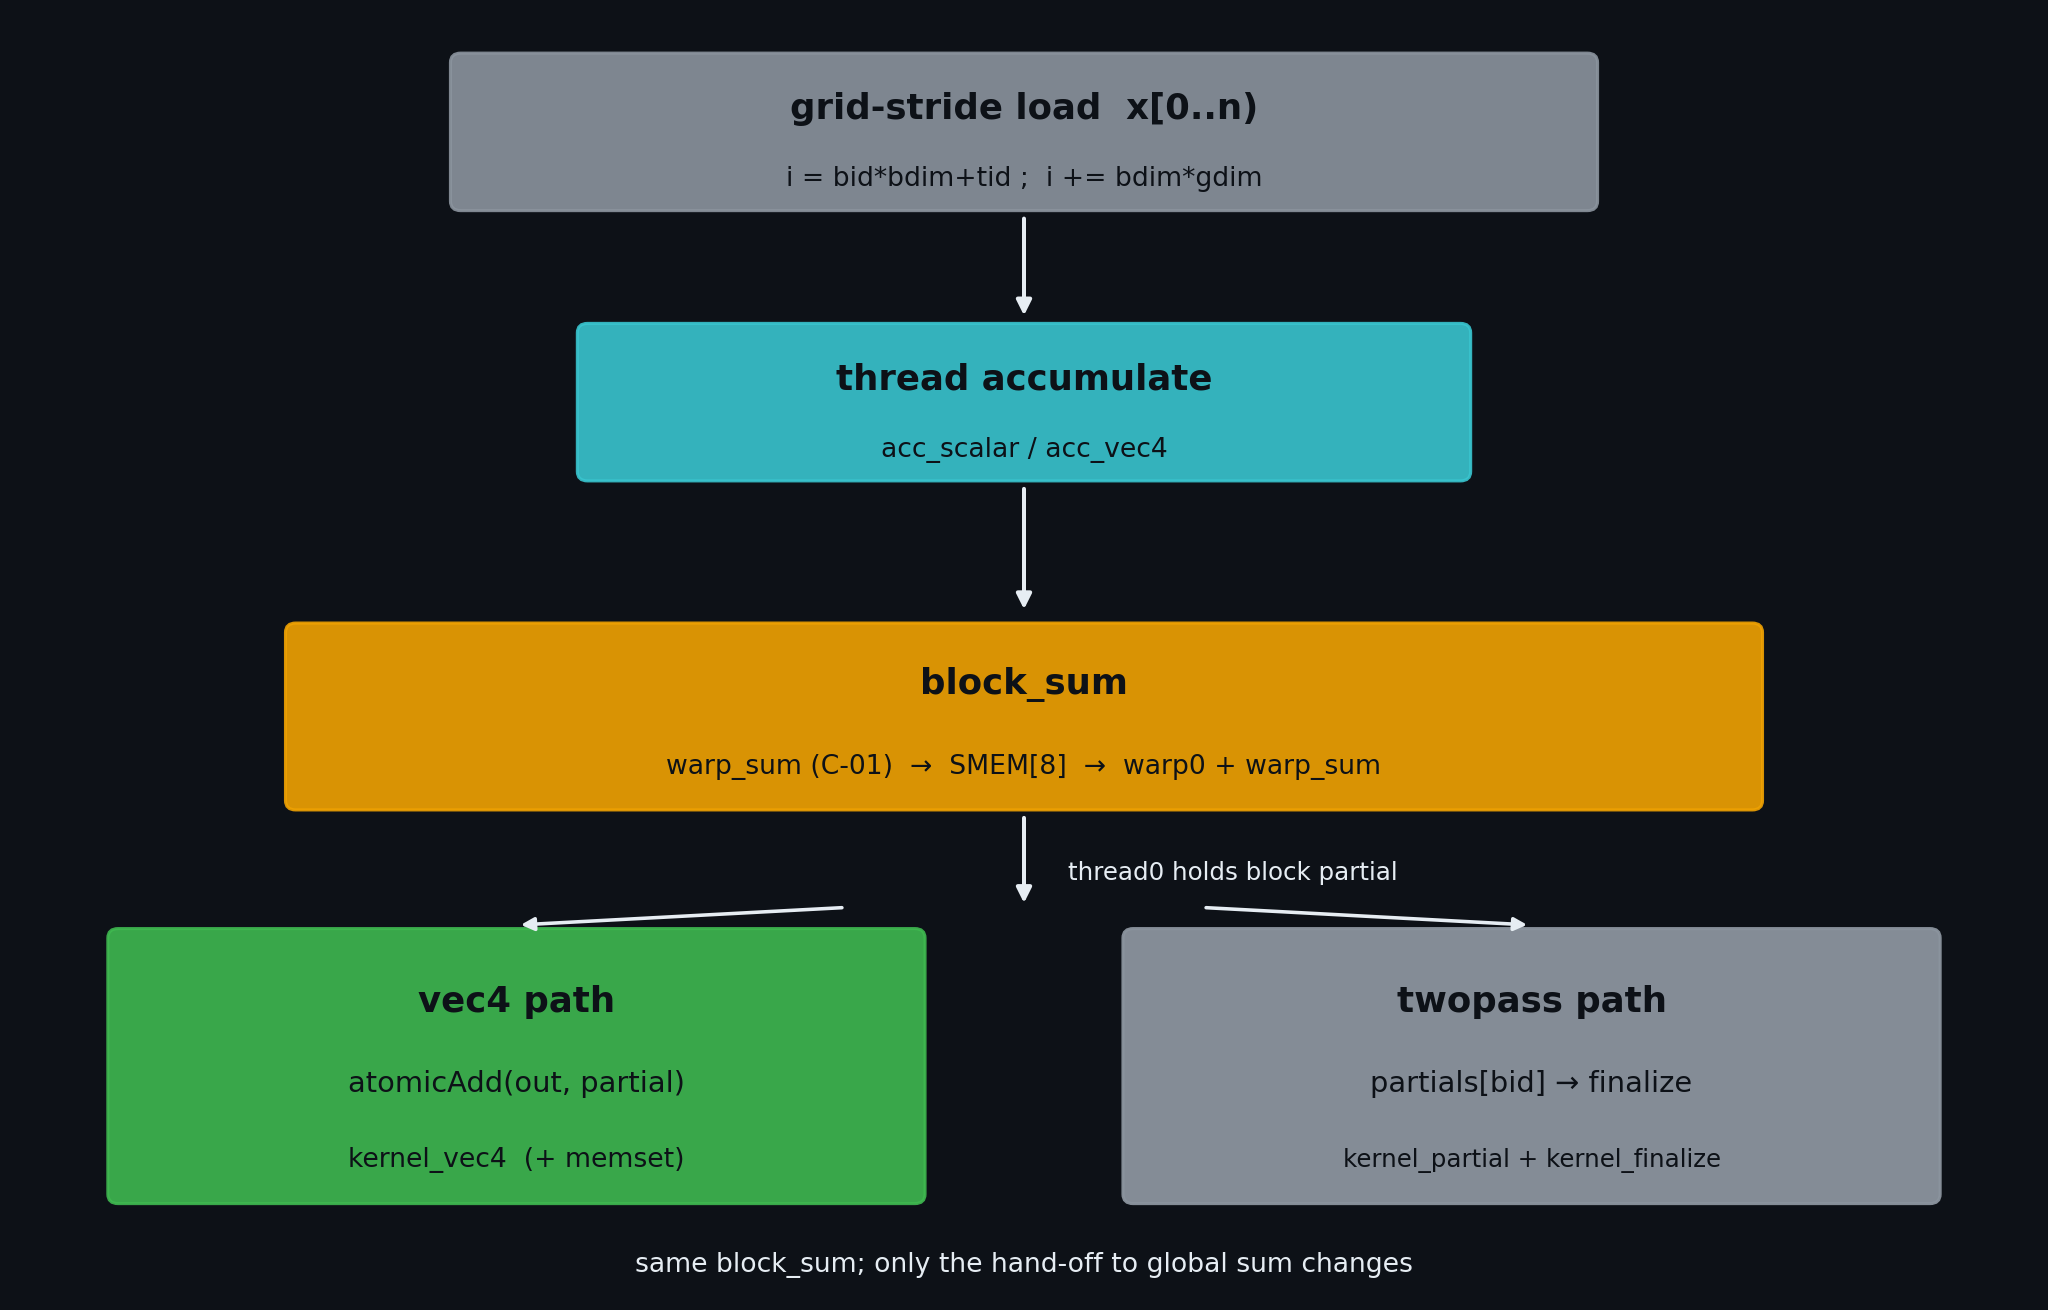 grid-stride load  x[0..n)
i = bid*bdim+tid ;  i += bdim*gdim
thread accumulate
acc_scalar / acc_vec4
block_sum
warp_sum (C-01)  →  SMEM[8]  →  warp0 + warp_sum
thread0 holds block partial
vec4 path
atomicAdd(out, partial)
kernel_vec4  (+ memset)
twopass path
partials[bid] → finalize
kernel_partial + kernel_finalize
same block_sum; only the hand-off to global sum changes